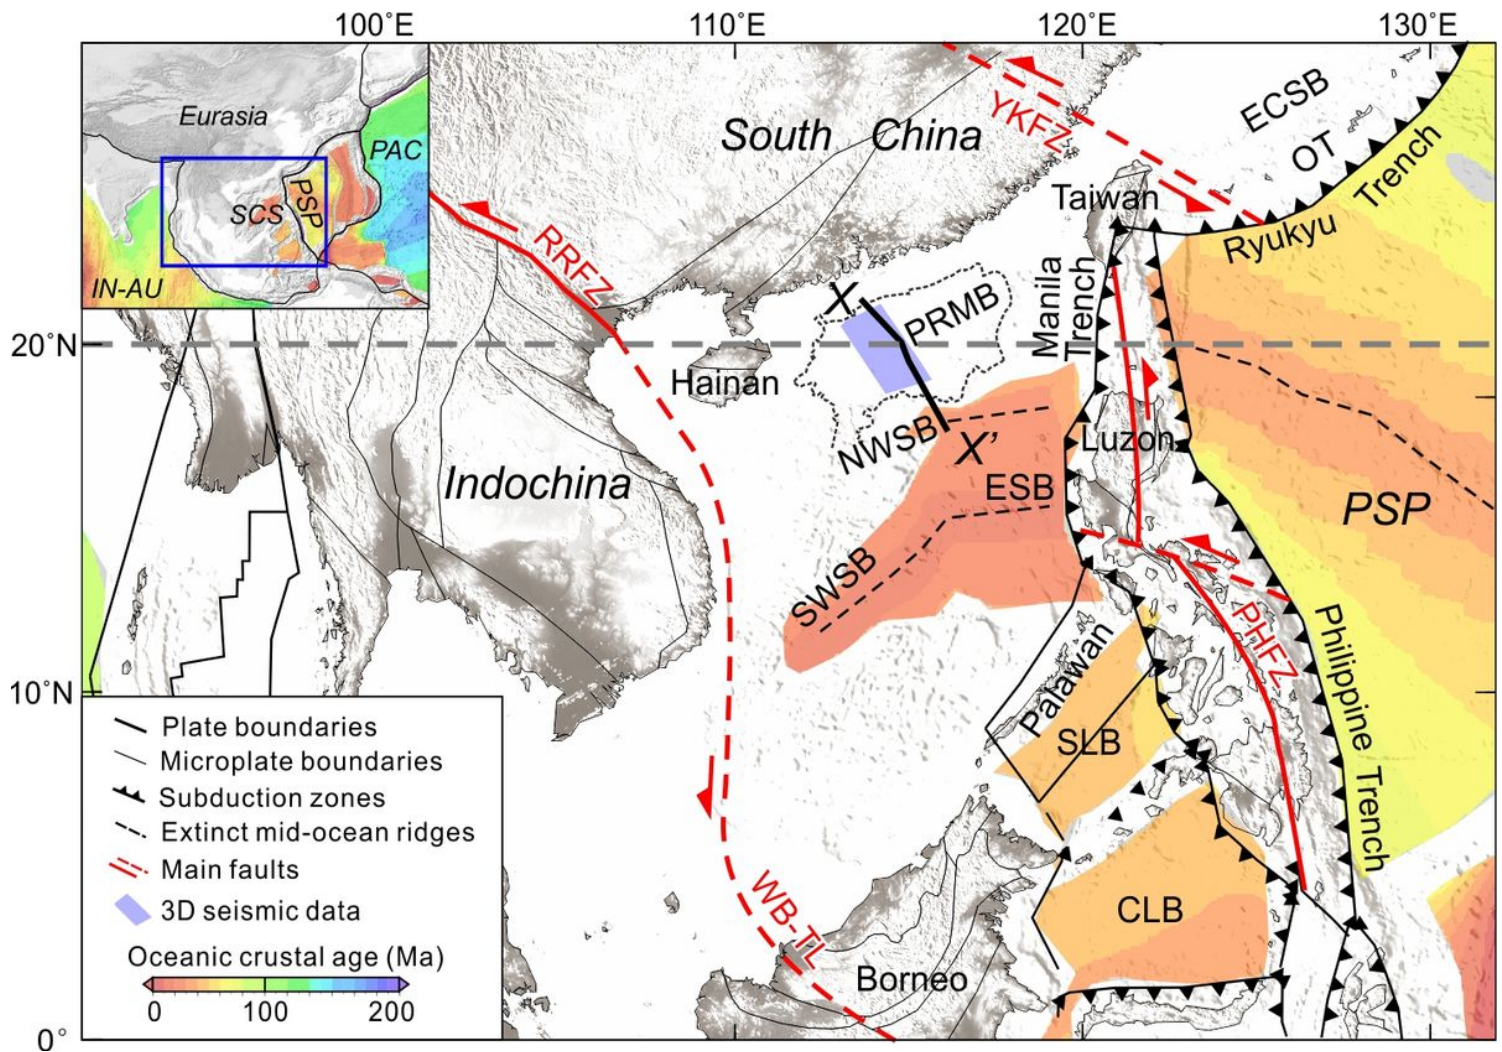 100˚E
110˚E
120˚E
130˚E
Eurasia
PAC
SCS
PSP
IN-AU
South China
YKFZ
ECSB
OT
Ryukyu Trench
Taiwan
RRFZ
X
PRMB
Manila
Trench
20˚N
Hainan
NWSB
X’
Luzon
ESB
PSP
Indochina
SWSB
PHFZ
Philippine Trench
Palawan
10˚N
SLB
CLB
WB-TL
Borneo
Plate boundaries
Microplate boundaries
Subduction zones
Extinct mid-ocean ridges
Main faults
3D seismic data
Oceanic crustal age (Ma)
0 100 200
0˚